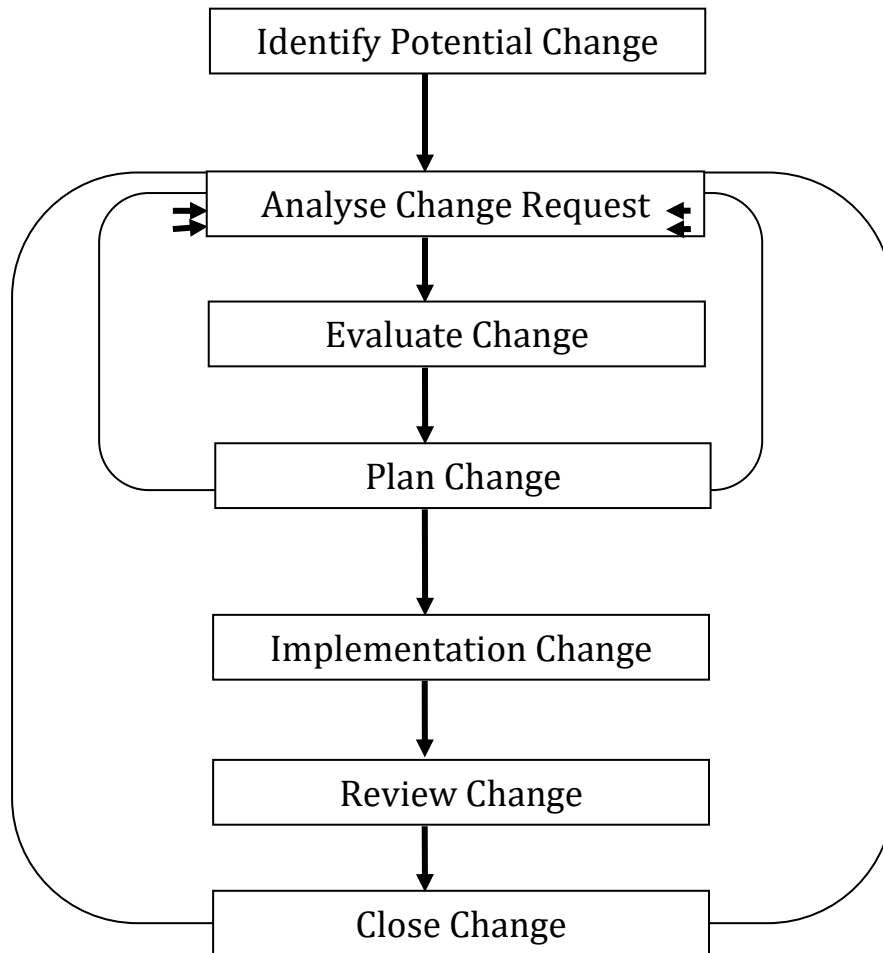 Identify Potential Change
Analyse Change Request
Evaluate Change
Plan Change
Implementation Change
Review Change
Close Change